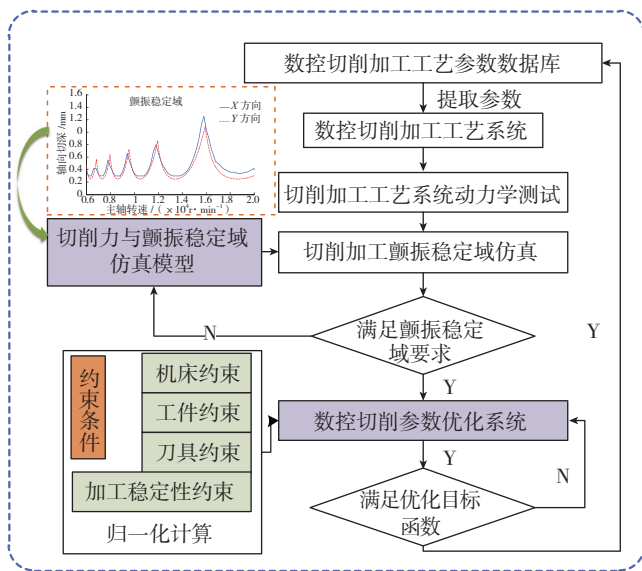 数控切削加工工艺参数数据库
提取参数
数控切削加工工艺系统
切削加工工艺系统动力学测试
颤振稳定域
X 方向
Y 方向
轴向切深 /mm
1.6
1.4
1.2
1.0
0.8
0.6
0.4
0.2
0
0.6 0.8 1.0 1.2 1.4 1.6 1.8 2.0
主轴转速 / ( ×10⁴r·min⁻¹)
切削力与颤振稳定域
仿真模型
切削加工颤振稳定域仿真
N
满足颤振稳定
域要求
Y
Y
约束条件
机床约束
工件约束
刀具约束
加工稳定性约束
归一化计算
数控切削参数优化系统
Y
N
满足优化目标
函数